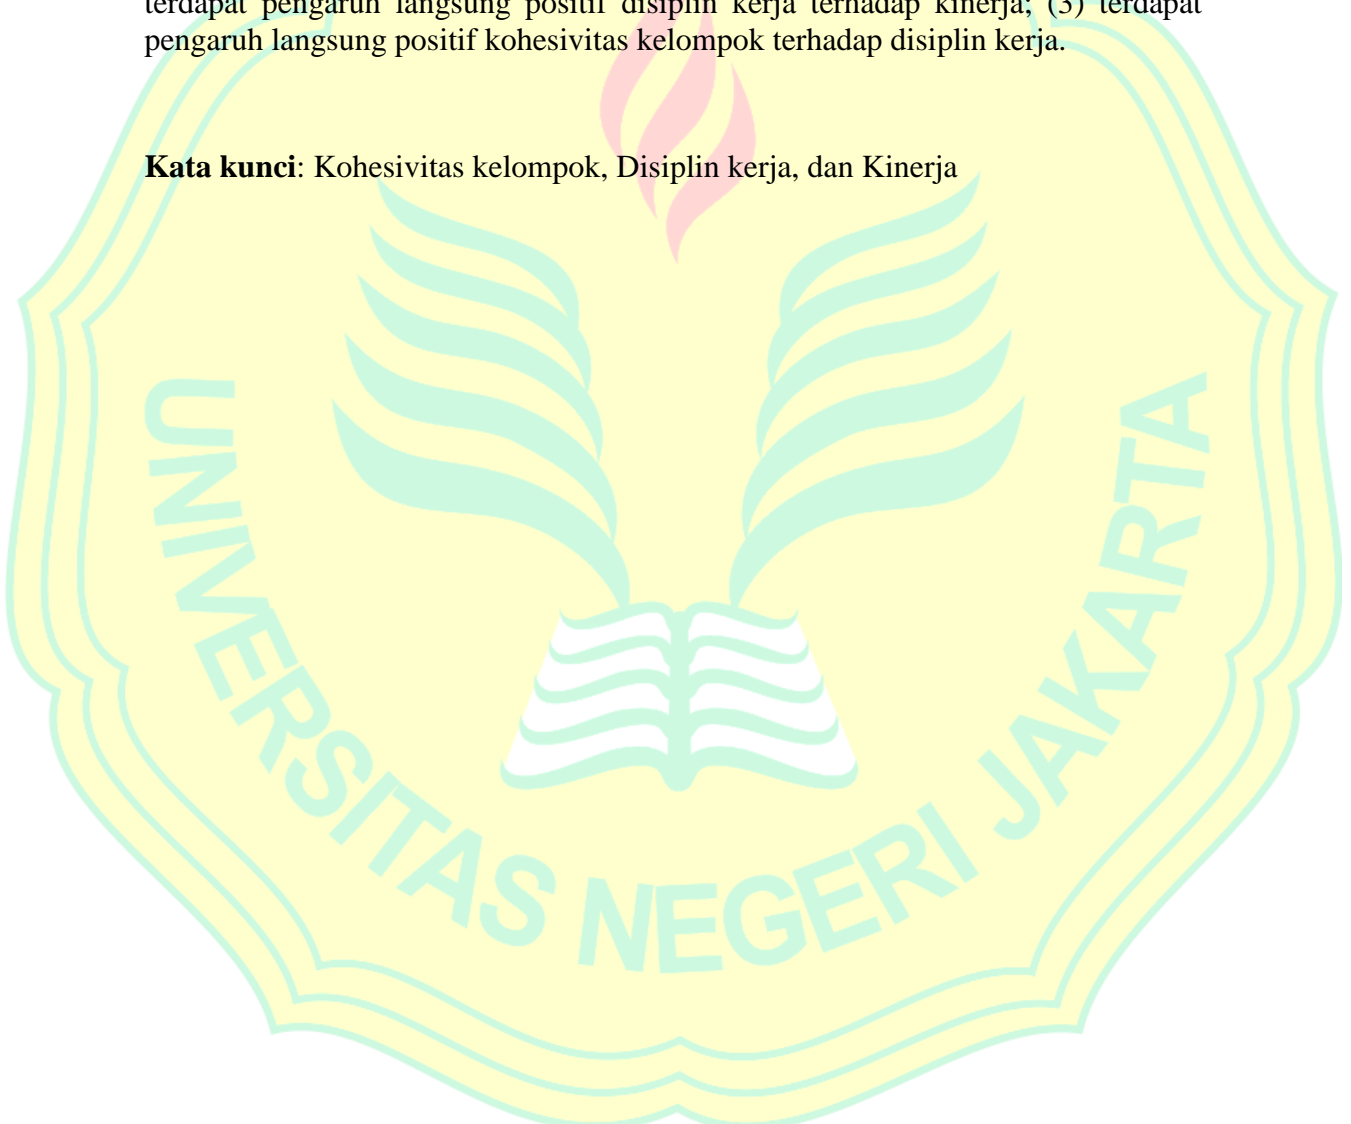 terdapat pengaruh langsung positif disiplin kerja terhadap kinerja; (3) terdapat
pengaruh langsung positif kohesivitas kelompok terhadap disiplin kerja.
Kata kunci: Kohesivitas kelompok, Disiplin kerja, dan Kinerja
UNIVERSITAS NEGERI JAKARTA